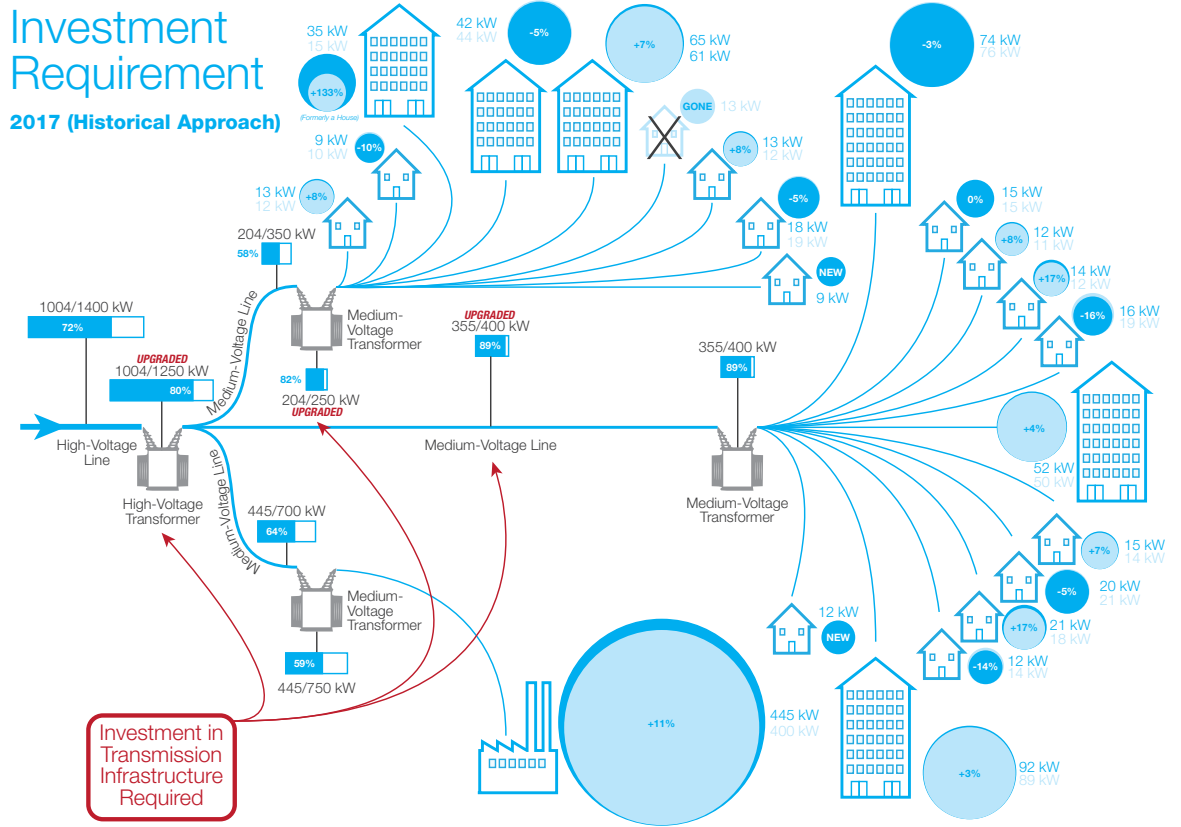 Investment
Requirement
2017 (Historical Approach)
35 kW
15 kW
+133%
(Formerly a House)
42 kW
44 kW
-5%
+7%
65 kW
61 kW
-3%
74 kW
76 kW
9 kW
10 kW
-10%
GONE
13 kW
+8%
13 kW
12 kW
13 kW
12 kW
+8%
-5%
18 kW
19 kW
NEW
9 kW
0%
15 kW
15 kW
+8%
12 kW
11 kW
+17%
14 kW
12 kW
-16%
16 kW
19 kW
204/350 kW
58%
Medium-Voltage Line
Medium-
Voltage
Transformer
82%
204/250 kW
UPGRADED
1004/1400 kW
72%
UPGRADED
1004/1250 kW
80%
UPGRADED
355/400 kW
89%
355/400 kW
89%
High-Voltage
Line
High-Voltage
Transformer
Medium-Voltage Line
Medium-Voltage
Transformer
+4%
52 kW
50 kW
Medium-Voltage Line
445/700 kW
64%
Medium-
Voltage
Transformer
59%
445/750 kW
+7%
15 kW
14 kW
-5%
20 kW
21 kW
+17%
21 kW
18 kW
-14%
12 kW
14 kW
12 kW
NEW
+11%
445 kW
400 kW
+3%
92 kW
89 kW
Investment in
Transmission
Infrastructure
Required